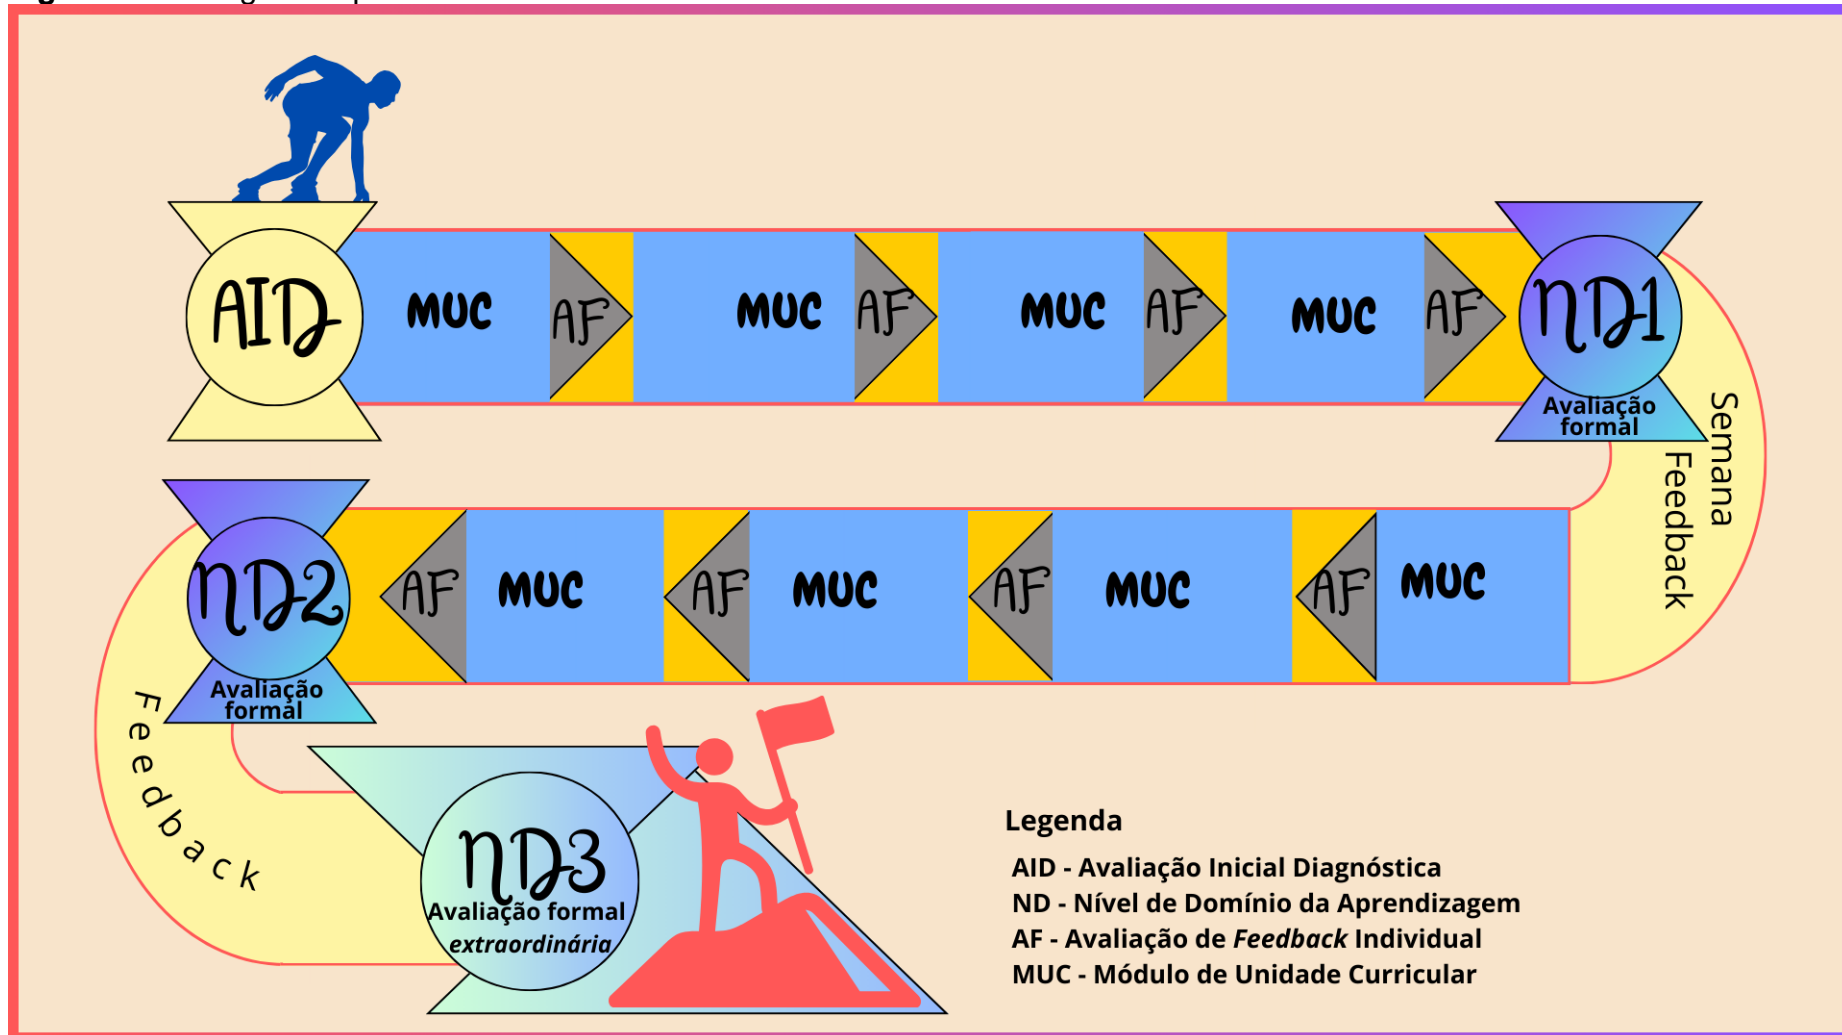 AID MUC AF MUC AF MUC AF MUC AF ND1
Avaliação
formal
Semana
Feedback
ND2 AF MUC AF MUC AF MUC AF MUC
Avaliação
formal
Feedback
ND3
Avaliação formal
extraordinária
Legenda
AID - Avaliação Inicial Diagnóstica
ND - Nível de Domínio da Aprendizagem
AF - Avaliação de Feedback Individual
MUC - Módulo de Unidade Curricular